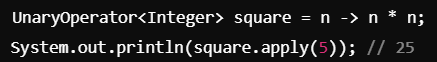 UnaryOperator<Integer> square = n -> n * n;
System.out.println(square.apply(5)); // 25